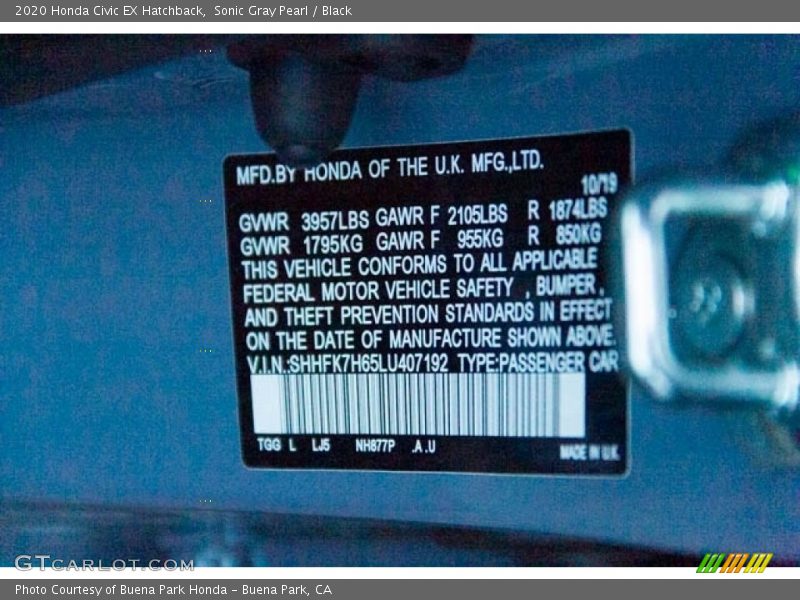 2020 Honda Civic EX Hatchback,  Sonic Gray Pearl / Black
MFD.BY HONDA OF THE U.K. MFG.,LTD.
10/19
GVWR 3957LBS GAWR F 2105LBS R 1874LBS
GVWR 1795KG GAWR F 955KG R 850KG
THIS VEHICLE CONFORMS TO ALL APPLICABLE
FEDERAL MOTOR VEHICLE SAFETY , BUMPER ,
AND THEFT PREVENTION STANDARDS IN EFFECT
ON THE DATE OF MANUFACTURE SHOWN ABOVE.
V.I.N.:SHHFK7H65LU407192 TYPE:PASSENGER CAR
TGG L LJ5 NH877P .A .U
MADE IN U.K.
GTCARLOT.COM
Photo Courtesy of Buena Park Honda - Buena Park, CA